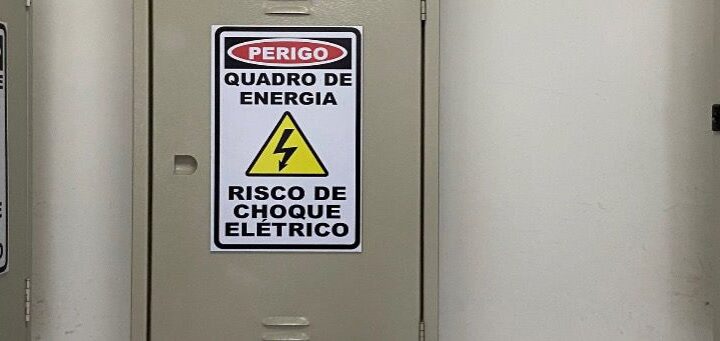 PERIGO
QUADRO DE
ENERGIA
RISCO DE
CHOQUE
ELÉTRICO